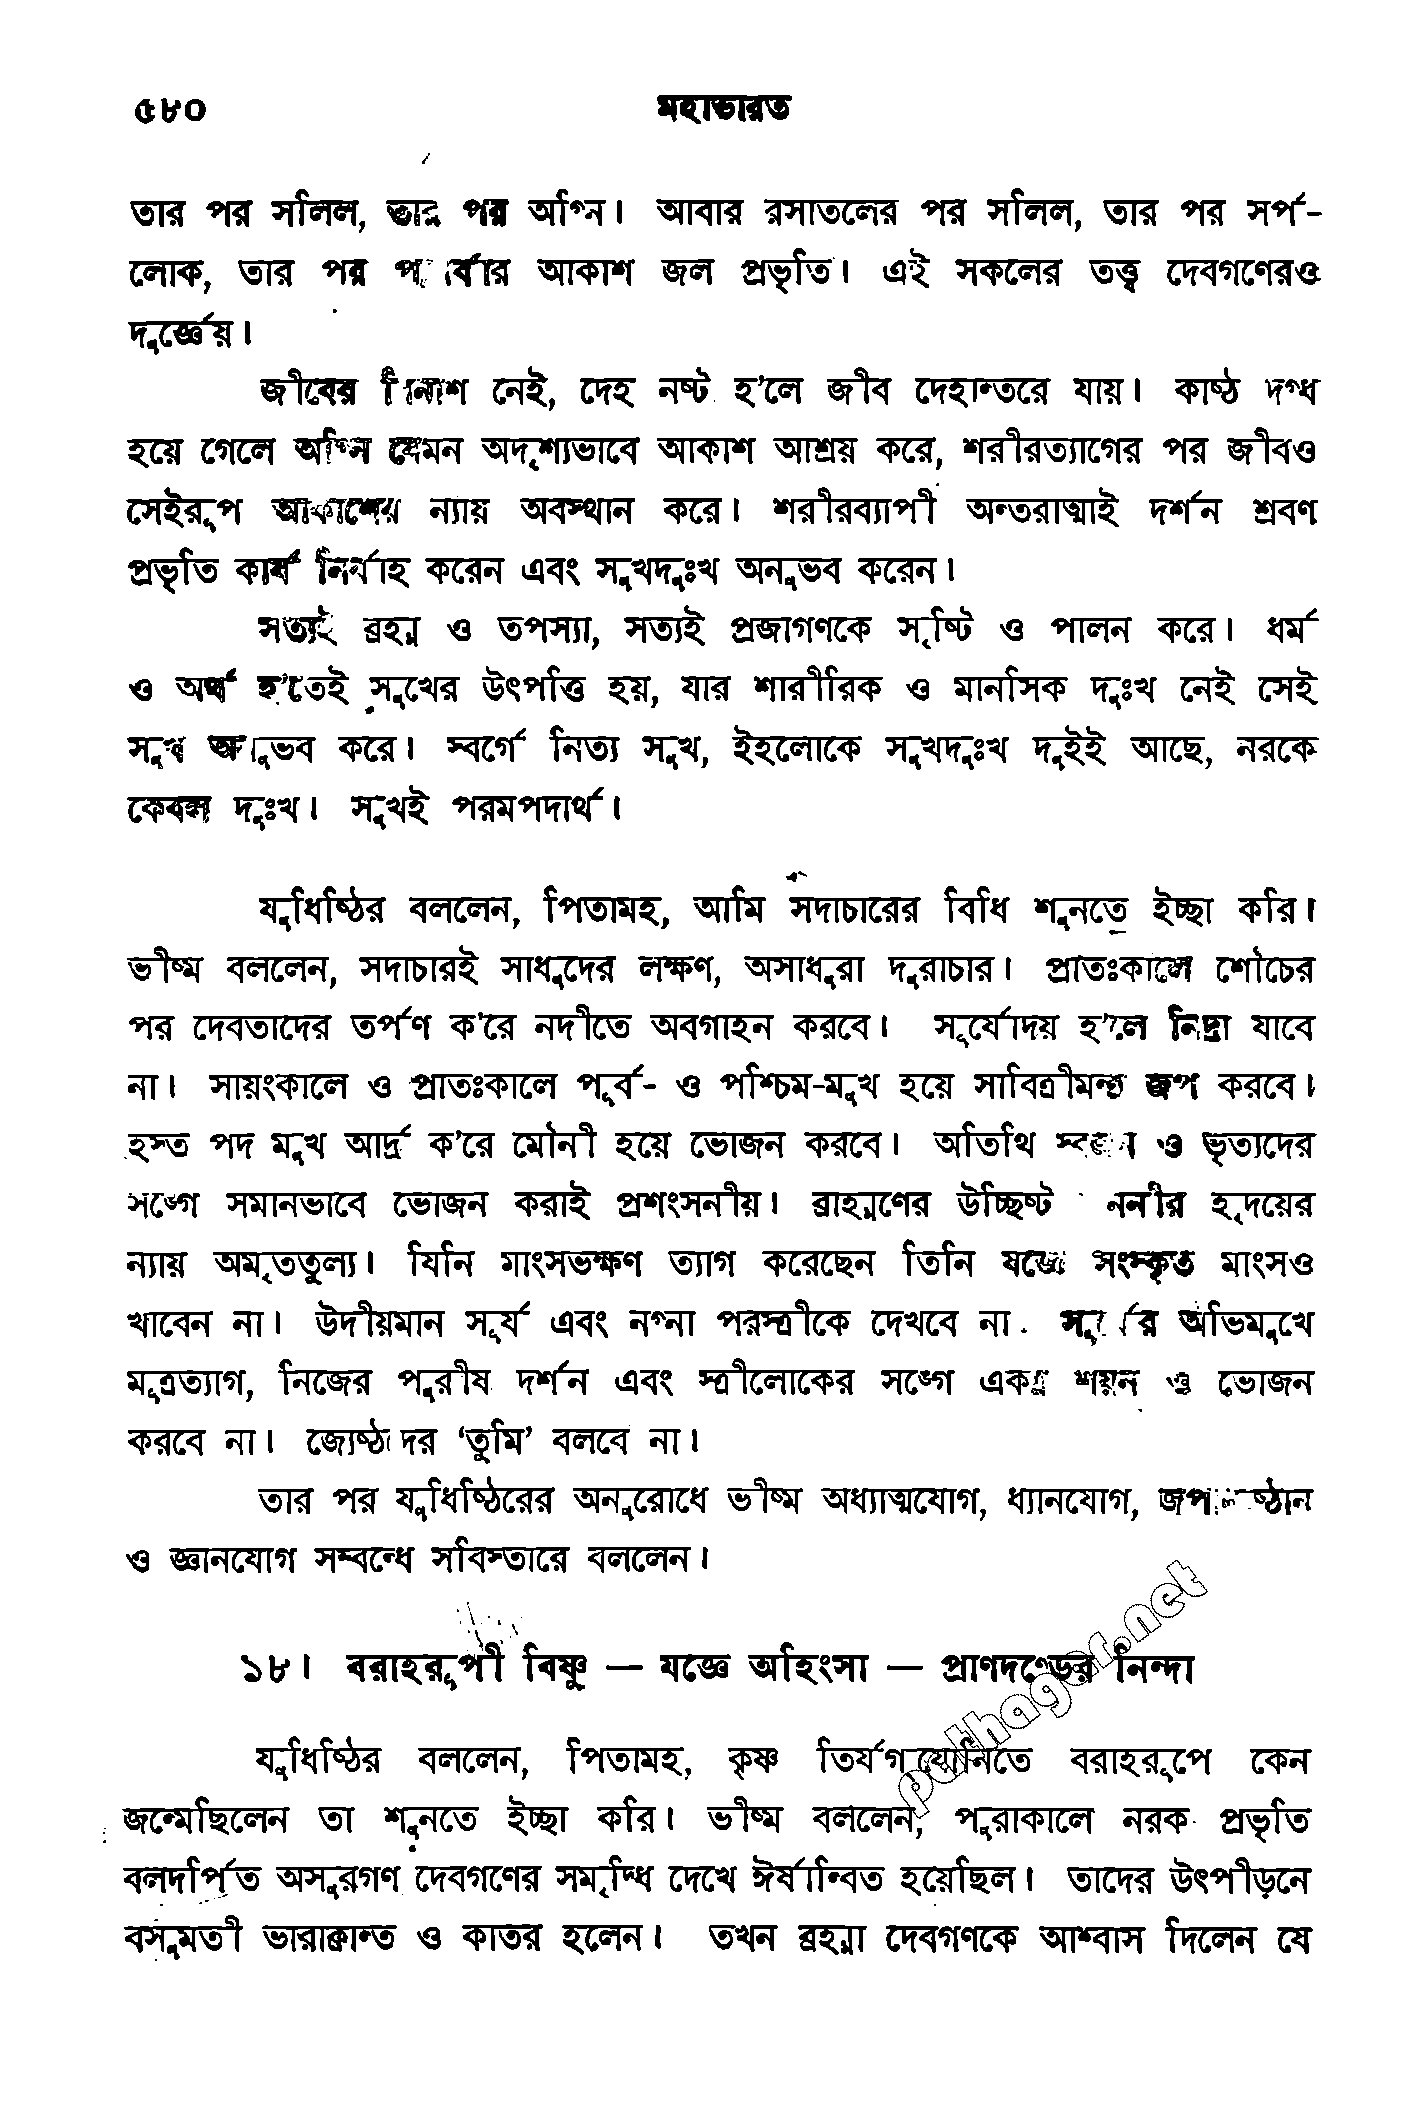 ৫৮০ মহাভারত
তার পর সলিল, তার পর অগ্নি। আবার রসাতলের পর সলিল, তার পর সর্প-
লোক, তার পর পুনর্বার আকাশ জল প্রভৃতি। এই সকলের তত্ত্ব দেবগণেরও
দুর্জ্ঞেয়।
জীবের বিনাশ নেই, দেহ নষ্ট হ'লে জীব দেহান্তরে যায়। কাষ্ঠ দগ্ধ
হয়ে গেলে অগ্নি যেমন অদৃশ্যভাবে আকাশ আশ্রয় করে, শরীরত্যাগের পর জীবও
সেইরূপ আকাশের ন্যায় অবস্থান করে। শরীরব্যাপী অন্তরাত্মাই দর্শন শ্রবণ
প্রভৃতি কার্য নির্বাহ করেন এবং সুখদুঃখ অনুভব করেন।
সত্যই ব্রহ্ম ও তপস্যা, সত্যই প্রজাগণকে সৃষ্টি ও পালন করে। ধর্ম
ও অর্থ হ'তেই সুখের উৎপত্তি হয়, যার শারীরিক ও মানসিক দুঃখ নেই সেই
সুখ অনুভব করে। স্বর্গে নিত্য সুখ, ইহলোকে সুখদুঃখ দুইই আছে, নরকে
কেবল দুঃখ। সুখই পরমপদার্থ।
যুধিষ্ঠির বললেন, পিতামহ, আমি সদাচারের বিধি শুনতে ইচ্ছা করি।
ভীষ্ম বললেন, সদাচারই সাধুদের লক্ষণ, অসাধুরা দুরাচার। প্রাতঃকালে শৌচের
পর দেবতাদের তর্পণ ক'রে নদীতে অবগাহন করবে। সূর্যোদয় হ'লে নিদ্রা যাবে
না। সায়ংকালে ও প্রাতঃকালে পূর্ব- ও পশ্চিম-মুখ হয়ে সাবিত্রীমন্ত্র জপ করবে।
হস্ত পদ মুখ আর্দ্র ক'রে মৌনী হয়ে ভোজন করবে। অতিথি স্বজন ও ভৃত্যদের
সঙ্গে সমানভাবে ভোজন করাই প্রশংসনীয়। ব্রাহ্মণের উচ্ছিষ্ট জননীর হৃদয়ের
ন্যায় অমৃততুল্য। যিনি মাংসভক্ষণ ত্যাগ করেছেন তিনি যজ্ঞে সংস্কৃত মাংসও
খাবেন না। উদীয়মান সূর্য এবং নগ্না পরস্ত্রীকে দেখবে না। সূর্যের অভিমুখে
মূত্রত্যাগ, নিজের পুরীষ দর্শন এবং স্ত্রীলোকের সঙ্গে একত্র শয়ন ও ভোজন
করবে না। জ্যেষ্ঠদের ‘তুমি’ বলবে না।
তার পর যুধিষ্ঠিরের অনুরোধে ভীষ্ম অধ্যাত্মযোগ, ধ্যানযোগ, জপানুষ্ঠান
ও জ্ঞানযোগ সম্বন্ধে সবিস্তারে বললেন।
১৮। বরাহরূপী বিষ্ণু — যজ্ঞে অহিংসা — প্রাণদণ্ডের নিন্দা
যুধিষ্ঠির বললেন, পিতামহ, কৃষ্ণ তির্যগ্‌যোনিতে বরাহরূপে কেন
জন্মেছিলেন তা শুনতে ইচ্ছা করি। ভীষ্ম বললেন, পুরাকালে নরক প্রভৃতি
বলদর্পিত অসুরগণ দেবগণের সমৃদ্ধি দেখে ঈর্ষান্বিত হয়েছিল। তাদের উৎপীড়নে
বসুমতী ভারাক্রান্ত ও কাতর হলেন। তখন ব্রহ্মা দেবগণকে আশ্বাস দিলেন যে
pathagar.net